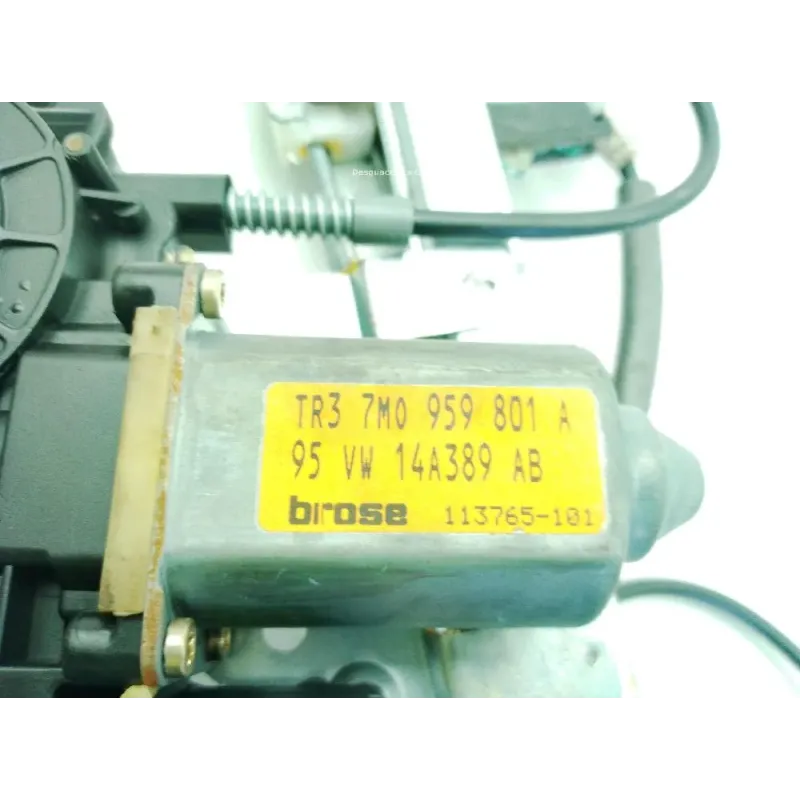 TR3 7M0 959 801 A
95 VW 14A389 AB
brose 113765-101